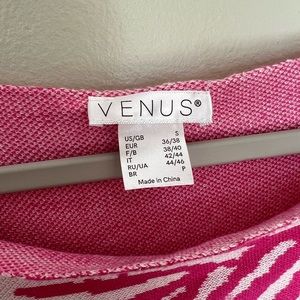 VENUS®
US/GB S
EUR 36/38
F/B 38/40
IT 42/44
RU/UA 44/46
BR P
Made in China